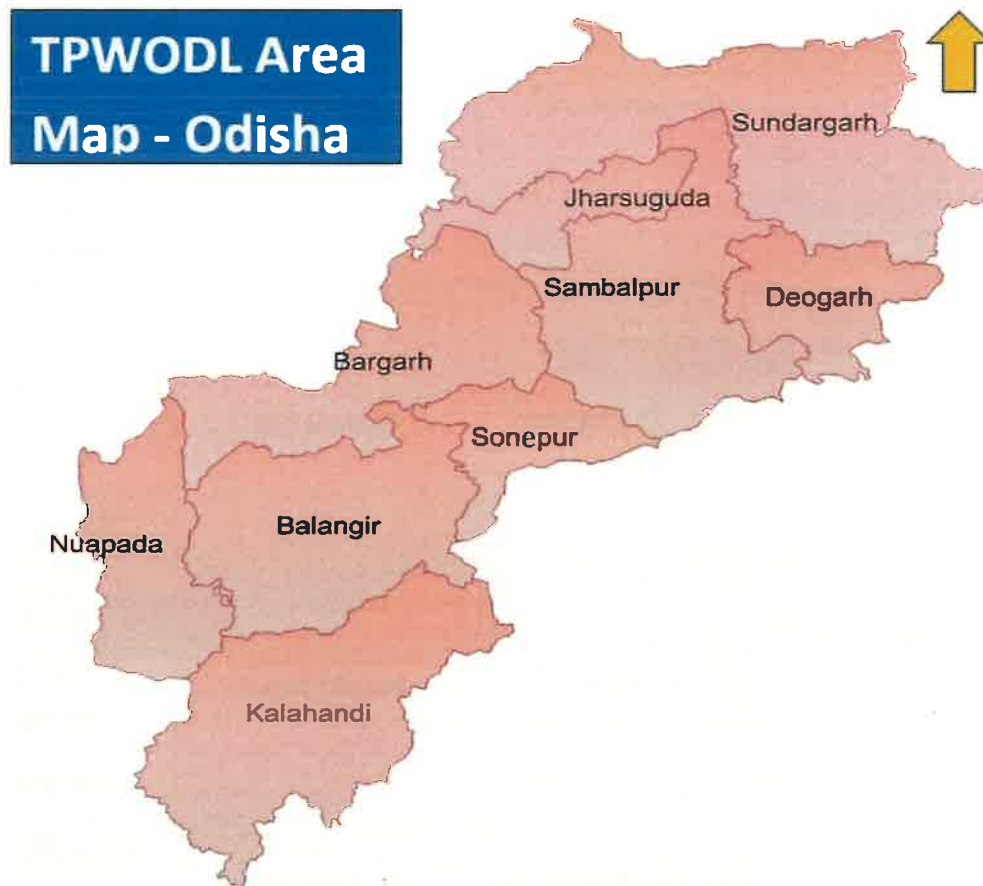 TPWODL Area
Map - Odisha
Sundargarh
Jharsuguda
Sambalpur
Deogarh
Bargarh
Sonepur
Balangir
Nuapada
Kalahandi